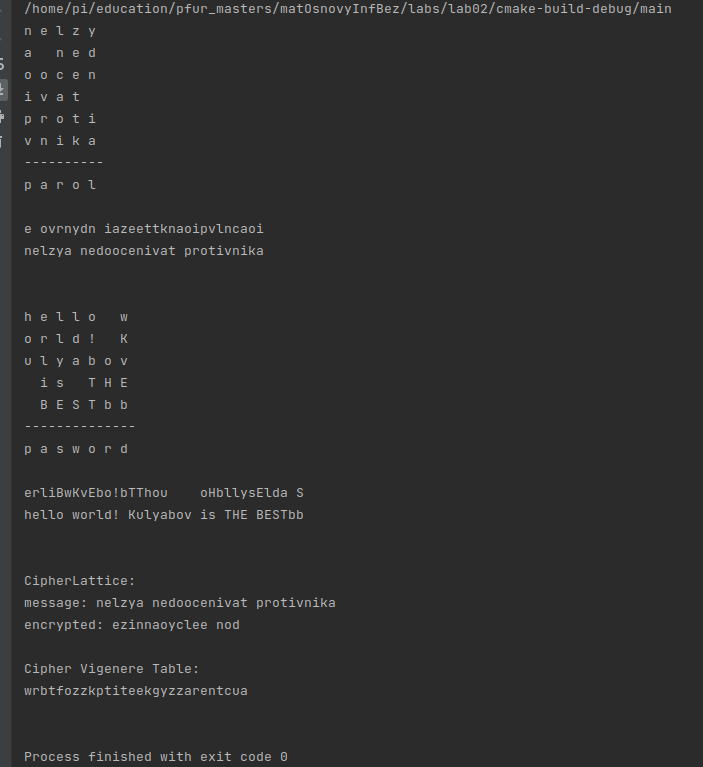 /home/pi/education/pfur_masters/matOsnovyInfBez/labs/lab02/cmake-build-debug/main
n e l z y
a   n e d
o o c e n
i v a t
p r o t i
v n i k a
----------
p a r o l
e ovrnydn iazeettknaoipvlncaoi
nelzya nedoocenivat protivnika
h e l l o   w
o r l d !   K
u l y a b o v
  i s   T H E
  B E S T b b
--------------
p a s w o r d
erliBwKvEbo!bTThou    oHbllysElda S
hello world! Kulyabov is THE BESTbb
CipherLattice:
message: nelzya nedoocenivat protivnika
encrypted: ezinnaoyclee nod
Cipher Vigenere Table:
wrbtfozzkptiteekgyzzarentcua
Process finished with exit code 0